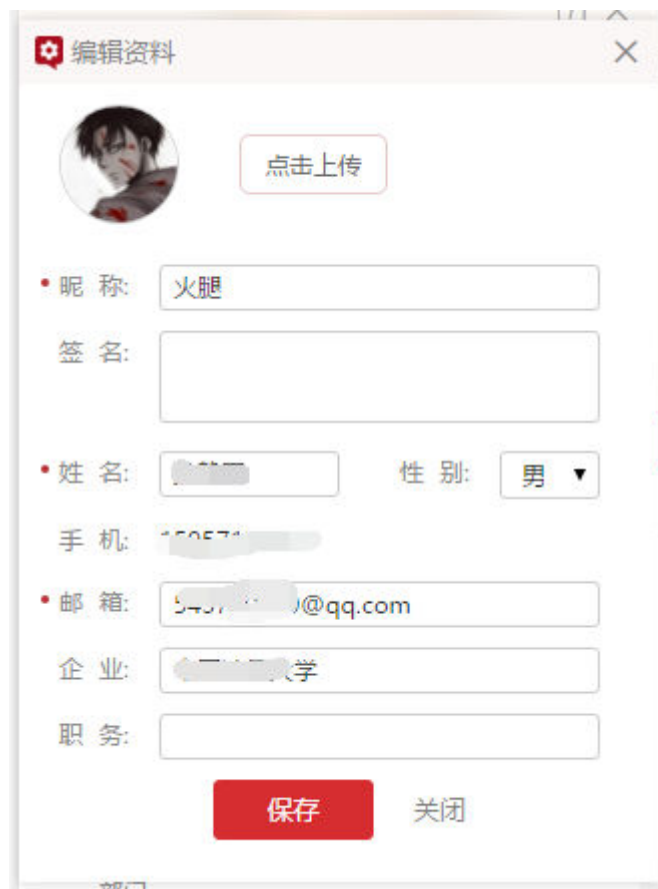 编辑资料
点击上传
昵 称: 火腿
签 名:
姓 名: 性 别: 男
手 机:
邮 箱: @qq.com
企 业: 学
职 务:
保存 关闭